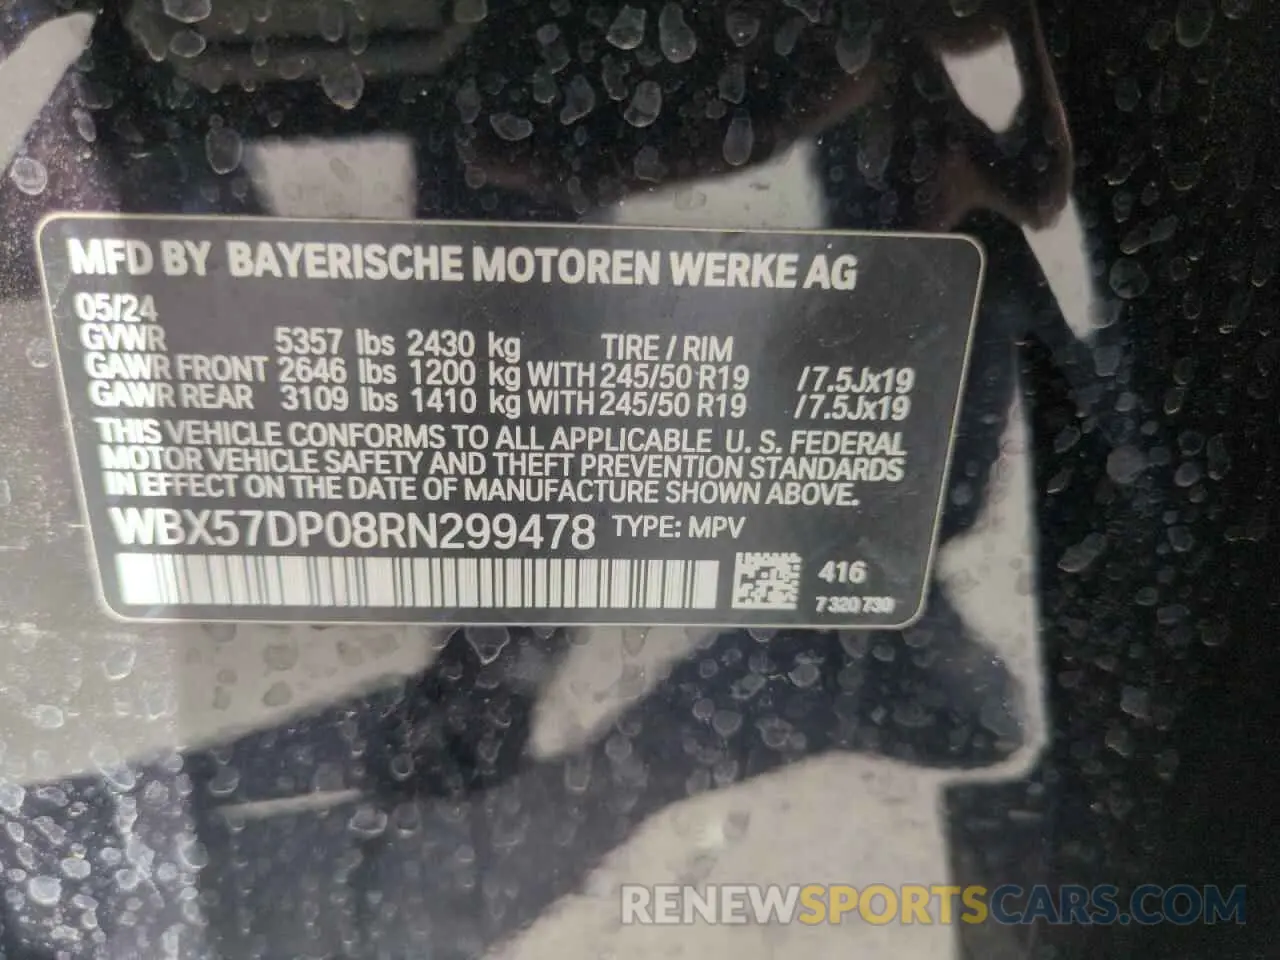 MFD BY BAYERISCHE MOTOREN WERKE AG
05/24
GVWR 5357 lbs 2430 kg TIRE / RIM
GAWR FRONT 2646 lbs 1200 kg WITH 245/50 R19 /7.5Jx19
GAWR REAR 3109 lbs 1410 kg WITH 245/50 R19 /7.5Jx19
THIS VEHICLE CONFORMS TO ALL APPLICABLE U. S. FEDERAL
MOTOR VEHICLE SAFETY AND THEFT PREVENTION STANDARDS
IN EFFECT ON THE DATE OF MANUFACTURE SHOWN ABOVE.
WBX57DP08RN299478 TYPE: MPV
416
7 320 730
RENEWSPORTSCARS.COM